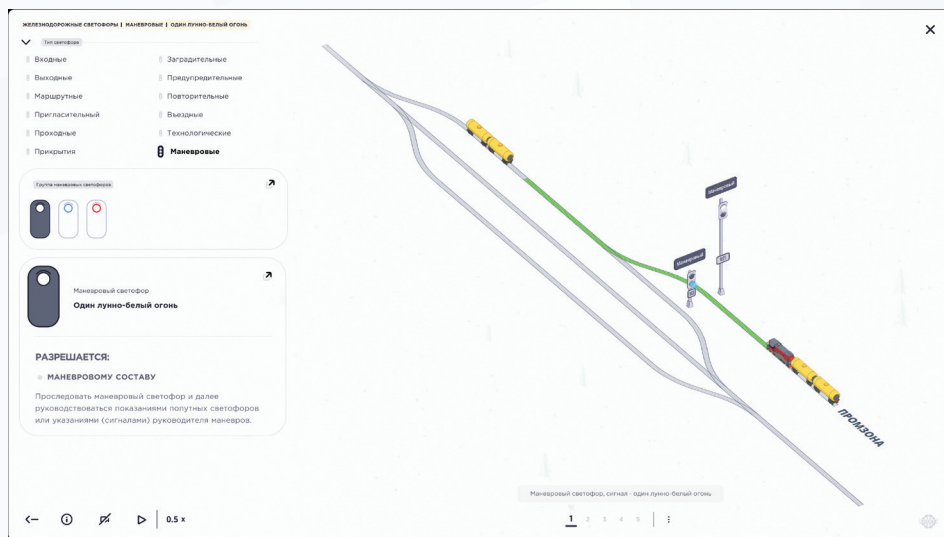 ЖЕЛЕЗНОДОРОЖНЫЕ СВЕТОФОРЫ | МАНЕВРОВЫЕ | ОДИН ЛУННО-БЕЛЫЙ ОГОНЬ
Тип светофора
Входные
Выходные
Маршрутные
Пригласительный
Проходные
Прикрытия
Заградительные
Предупредительные
Повторительные
Въездные
Технологические
Маневровые
Группа маневровых светофоров
Маневровый светофор
Один лунно-белый огонь
РАЗРЕШАЕТСЯ:
МАНЕВРОВОМУ СОСТАВУ
Проследовать маневровый светофор и далее
руководствоваться показаниями попутных светофоров
или указаниями (сигналами) руководителя маневров.
Маневровый
Маневровый
ПРОМЗОНА
Маневровый светофор, сигнал - один лунно-белый огонь
0.5 x
1 2 3 4 5